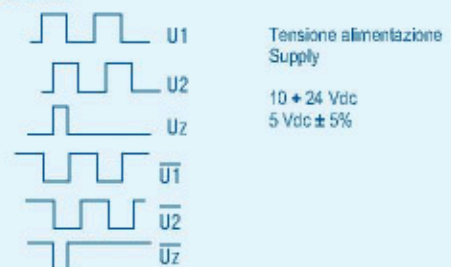 U1
U2
Uz
U1
U2
Uz
Tensione alimentazione
Supply
10 + 24 Vdc
5 Vdc ± 5%